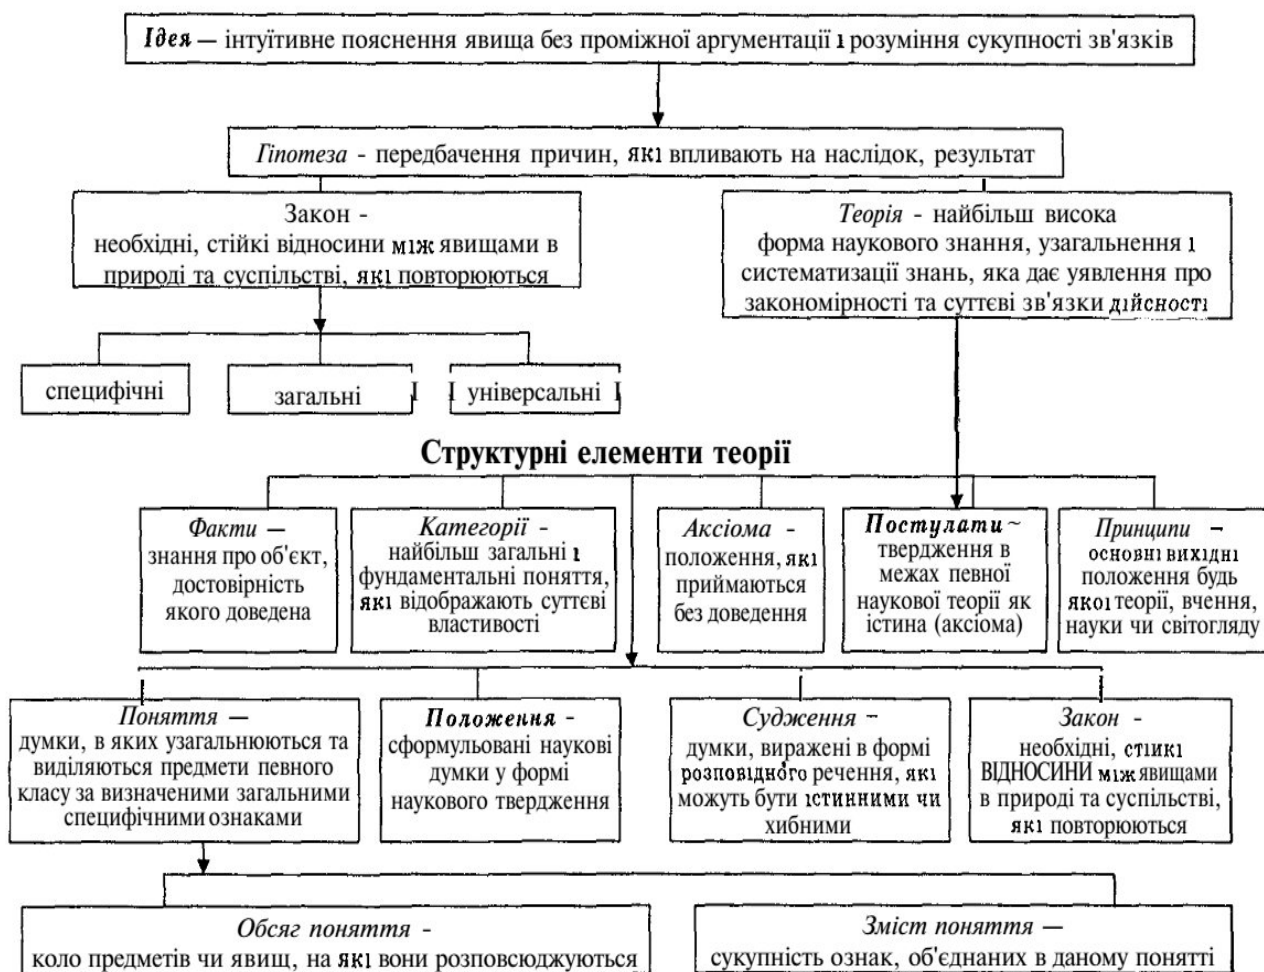 Ідея — інтуїтивне пояснення явища без проміжної аргументації і розуміння сукупності зв'язків
Гіпотеза - передбачення причин, які впливають на наслідок, результат
Закон -
необхідні, стійкі відносини між явищами в
природі та суспільстві, які повторюються
Теорія - найбільш висока
форма наукового знання, узагальнення і
систематизації знань, яка дає уявлення про
закономірності та суттєві зв'язки дійсності
специфічні
загальні
універсальні
Структурні елементи теорії
Факти —
знання про об'єкт,
достовірність
якого доведена
Категорії -
найбільш загальні і
фундаментальні поняття,
які відображають суттєві
властивості
Аксіома -
положення, які
приймаються
без доведення
Постулати ~
твердження в
межах певної
наукової теорії як
істина (аксіома)
Принципи ¬
основні вихідні
положення будь
якої теорії, вчення,
науки чи світогляду
Поняття —
думки, в яких узагальнюються та
виділяються предмети певного
класу за визначеними загальними
специфічними ознаками
Положення -
сформульовані наукові
думки у формі
наукового твердження
Судження ~
думки, виражені в формі
розповідного речення, які
можуть бути істинними чи
хибними
Закон -
необхідні, стійкі
ВІДНОСИНИ між явищами
в природі та суспільстві,
які повторюються
Обсяг поняття -
коло предметів чи явищ, на які вони розповсюджуються
Зміст поняття —
сукупність ознак, об'єднаних в даному понятті